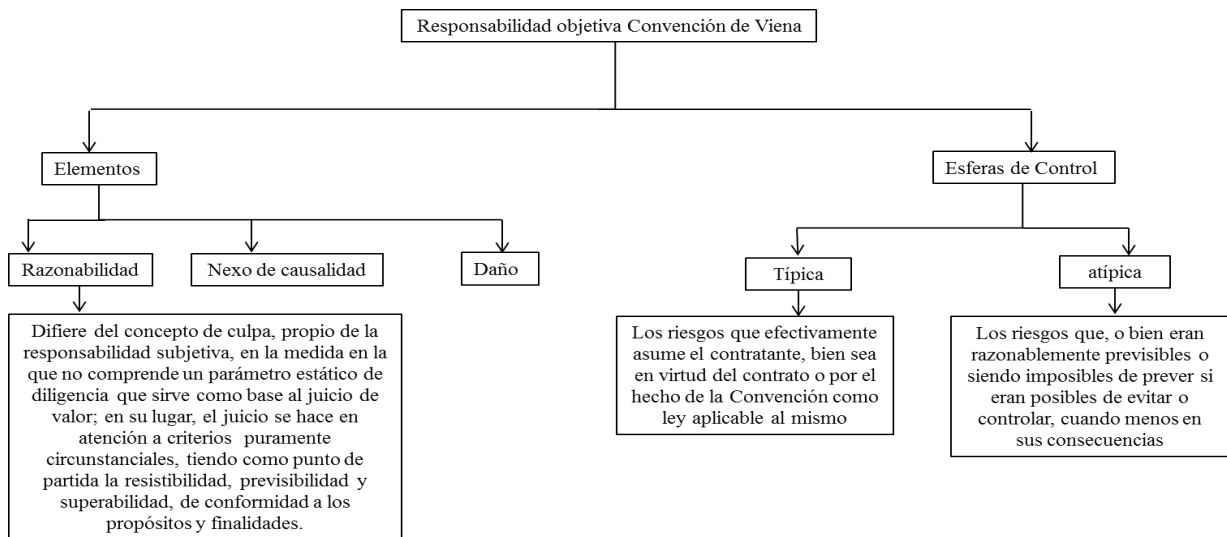 Responsabilidad objetiva Convención de Viena
Elementos
Esferas de Control
Razonabilidad
Nexo de causalidad
Daño
Típica
atípica
Difiere del concepto de culpa, propio de la
responsabilidad subjetiva, en la medida en la
que no comprende un parámetro estático de
diligencia que sirve como base al juicio de
valor; en su lugar, el juicio se hace en
atención a criterios puramente
circunstanciales, tiendo como punto de
partida la resistibilidad, previsibilidad y
superabilidad, de conformidad a los
propósitos y finalidades.
Los riesgos que efectivamente
asume el contratante, bien sea
en virtud del contrato o por el
hecho de la Convención como
ley aplicable al mismo
Los riesgos que, o bien eran
razonablemente previsibles o
siendo imposibles de prever si
eran posibles de evitar o
controlar, cuando menos en
sus consecuencias